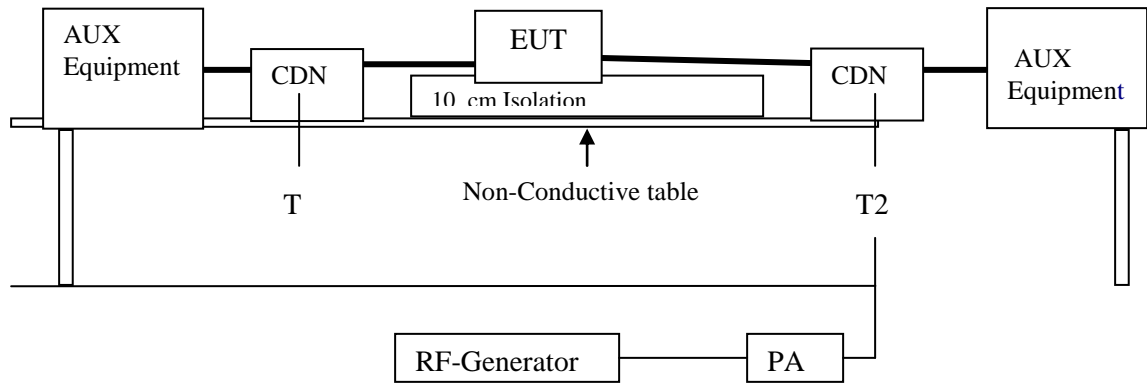 AUX
Equipment
CDN
EUT
CDN
AUX
Equipment
10 cm Isolation
Non-Conductive table
T
T2
RF-Generator
PA